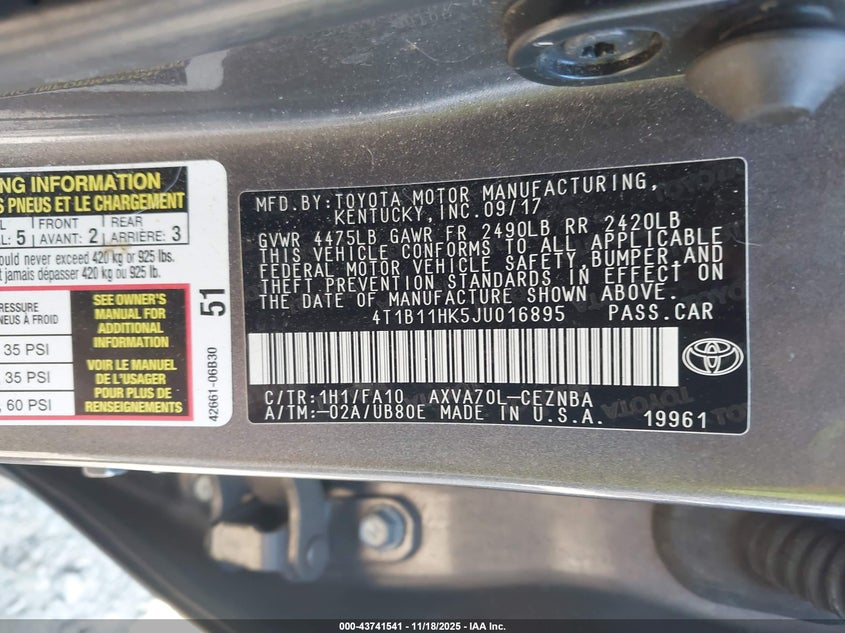 NG INFORMATION
S PNEUS ET LE CHARGEMENT
L FRONT REAR
L: 5 AVANT: 2 ARRIÈRE: 3
ould never exceed 420 kg or 925 lbs.
t jamais dépasser 420 kg ou 925 lb.
RESSURE
NEUS À FROID
35 PSI
35 PSI
60 PSI
SEE OWNER'S
MANUAL FOR
ADDITIONAL
INFORMATION
VOIR LE MANUEL
DE L'USAGER
POUR PLUS DE
RENSEIGNEMENTS
51
42661-06B30
MFD.BY:TOYOTA MOTOR MANUFACTURING,
KENTUCKY,INC.09/17
GVWR 4475LB GAWR FR 2490LB RR 2420LB
THIS VEHICLE CONFORMS TO ALL APPLICABLE
FEDERAL MOTOR VEHICLE SAFETY,BUMPER,AND
THEFT PREVENTION STANDARDS IN EFFECT ON
THE DATE OF MANUFACTURE SHOWN ABOVE.
4T1B11HK5JU016895 PASS.CAR
C/TR:1H1/FA10 AXVA70L-CEZNBA
A/TM:-02A/UB80E MADE IN U.S.A. 19961
000-43741541 - 11/18/2025 - IAA Inc.